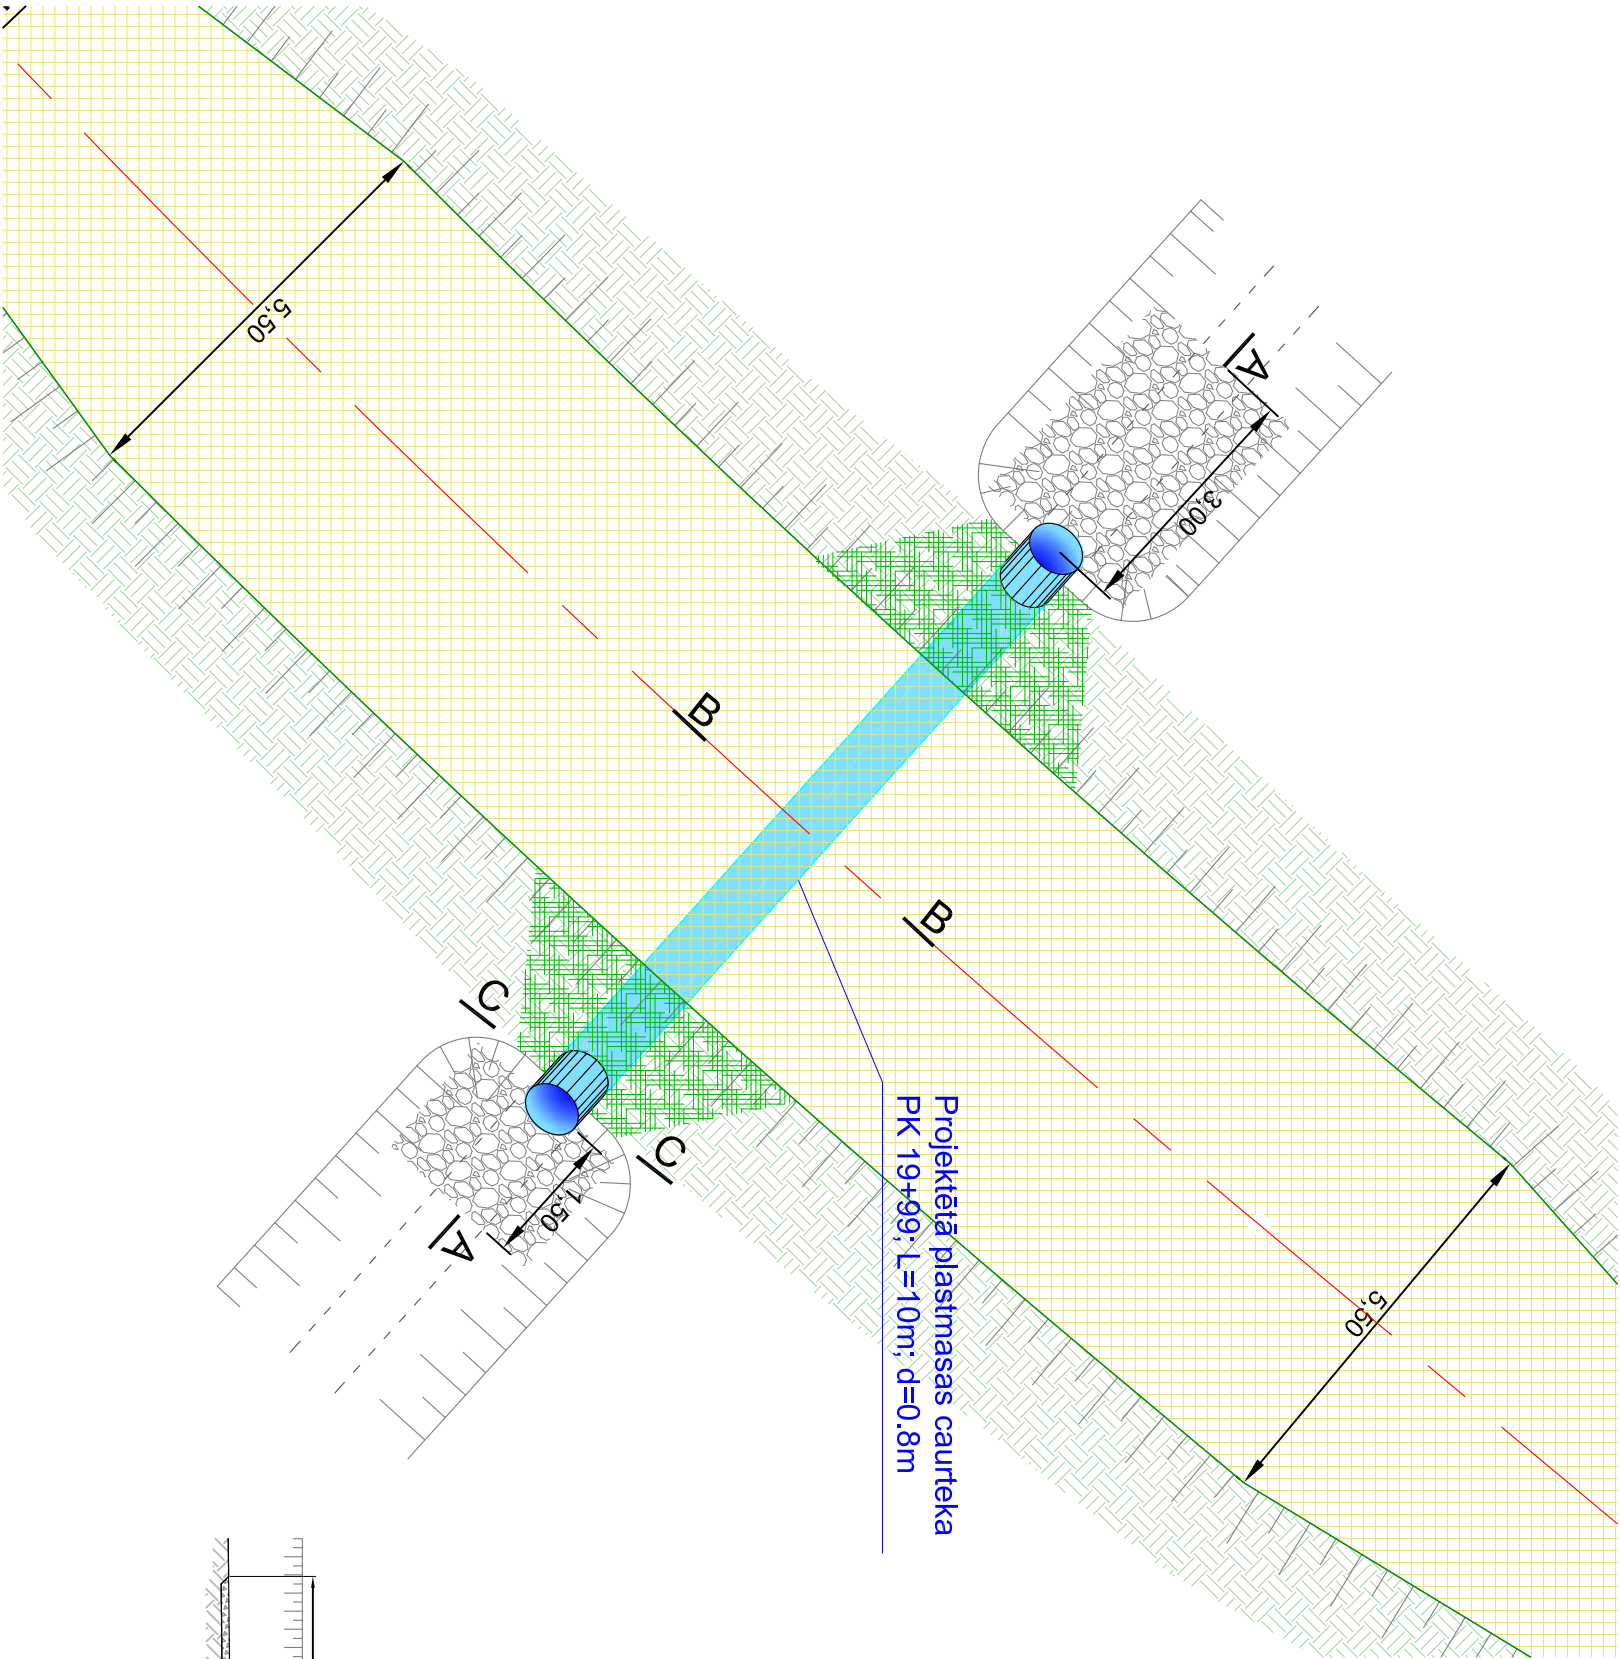 5,50
A
3,00
B
B
C
C
1,50
A
Projektētā plastmasas caurteka
PK 19+99; L=10m; d=0.8m
5,50